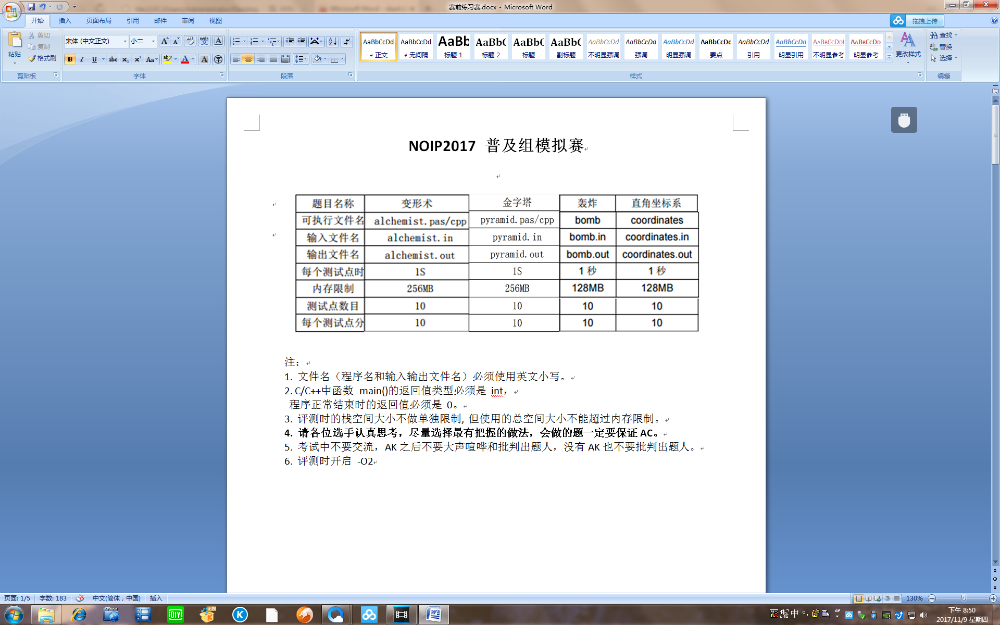 赛前练习赛.docx - Microsoft Word
开始 插入 页面布局 引用 邮件 审阅 视图
拖拽上传
粘贴 剪切
复制
格式刷
宋体 (中文正文) 小二
AaBbCcDd AaBbCcDd AaBb AaBbC AaBbC AaBbC AaBbCcDd AaBbCcDd AaBbCcDd AaBbCcDd AaBbCcDd AaBbCcDd AaBbCcDd AaBbCcDd
正文 无间隔 标题 1 标题 2 标题 副标题 不明显强调 强调 明显强调 要点 引用 明显引用 不明显参考 明显参考
更改样式
查找
替换
选择
剪贴板 字体 段落 样式 编辑
NOIP2017 普及组模拟赛
题目名称 变形术 金字塔 轰炸 直角坐标系
可执行文件名 alchemist.pas/cpp pyramid.pas/cpp bomb coordinates
输入文件名 alchemist.in pyramid.in bomb.in coordinates.in
输出文件名 alchemist.out pyramid.out bomb.out coordinates.out
每个测试点时 1S 1S 1 秒 1 秒
内存限制 256MB 256MB 128MB 128MB
测试点数目 10 10 10 10
每个测试点分 10 10 10 10
注：
1. 文件名（程序名和输入输出文件名）必须使用英文小写。
2. C/C++中函数 main()的返回值类型必须是 int，
程序正常结束时的返回值必须是 0。
3. 评测时的栈空间大小不做单独限制, 但使用的总空间大小不能超过内存限制。
4. 请各位选手认真思考，尽量选择最有把握的做法，会做的题一定要保证 AC。
5. 考试中不要交流，AK 之后不要大声喧哗和批判出题人，没有 AK 也不要批判出题人。
6. 评测时开启 -O2
页面: 1/5 字数: 183 中文(简体，中国) 插入 130%
下午 8:50
2017/11/9 星期四